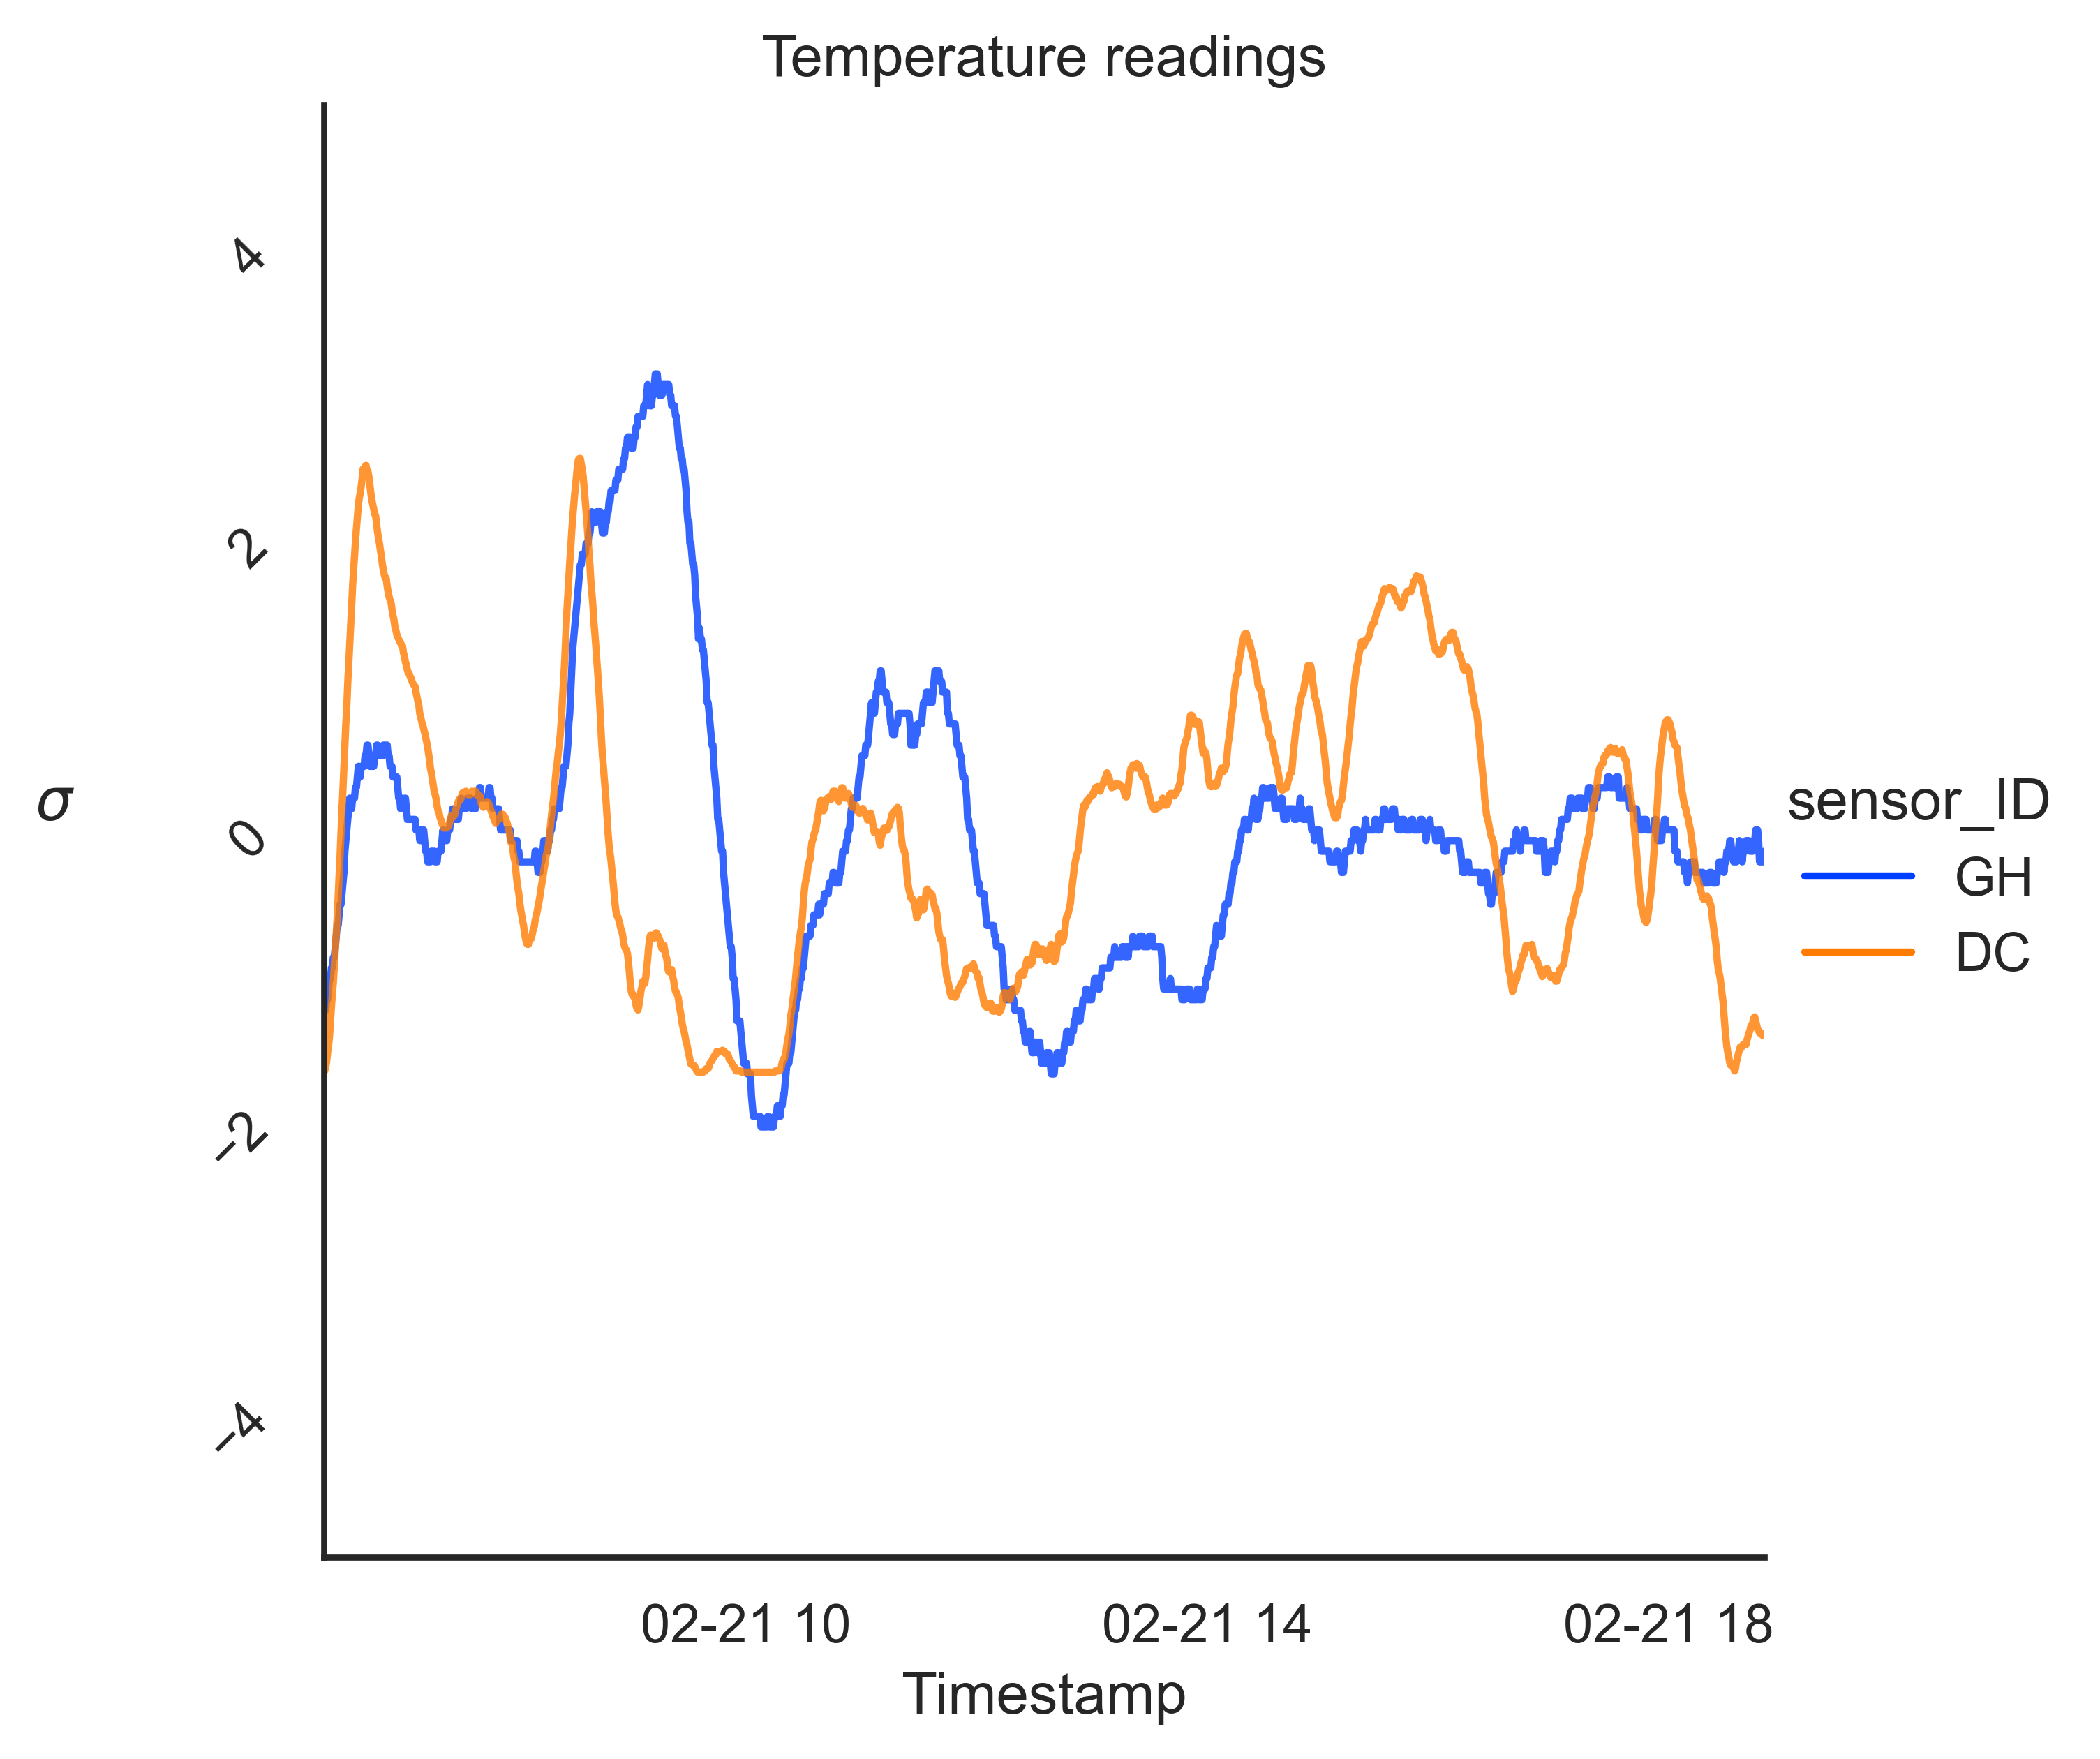 Temperature readings
4
2
0
−2
−4
σ
sensor_ID
GH
DC
02-21 10
02-21 14
02-21 18
Timestamp